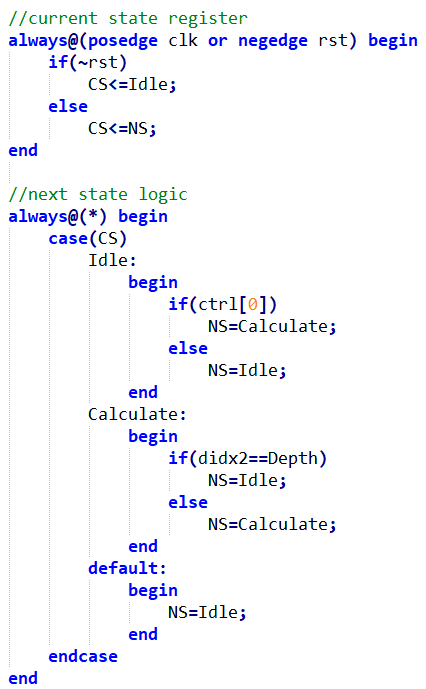 //current state register
always@(posedge clk or negedge rst) begin
if(~rst)
CS<=Idle;
else
CS<=NS;
end
//next state logic
always@(*) begin
case(CS)
Idle:
begin
if(ctrl[0])
NS=Calculate;
else
NS=Idle;
end
Calculate:
begin
if(didx2==Depth)
NS=Idle;
else
NS=Calculate;
end
default:
begin
NS=Idle;
end
endcase
end